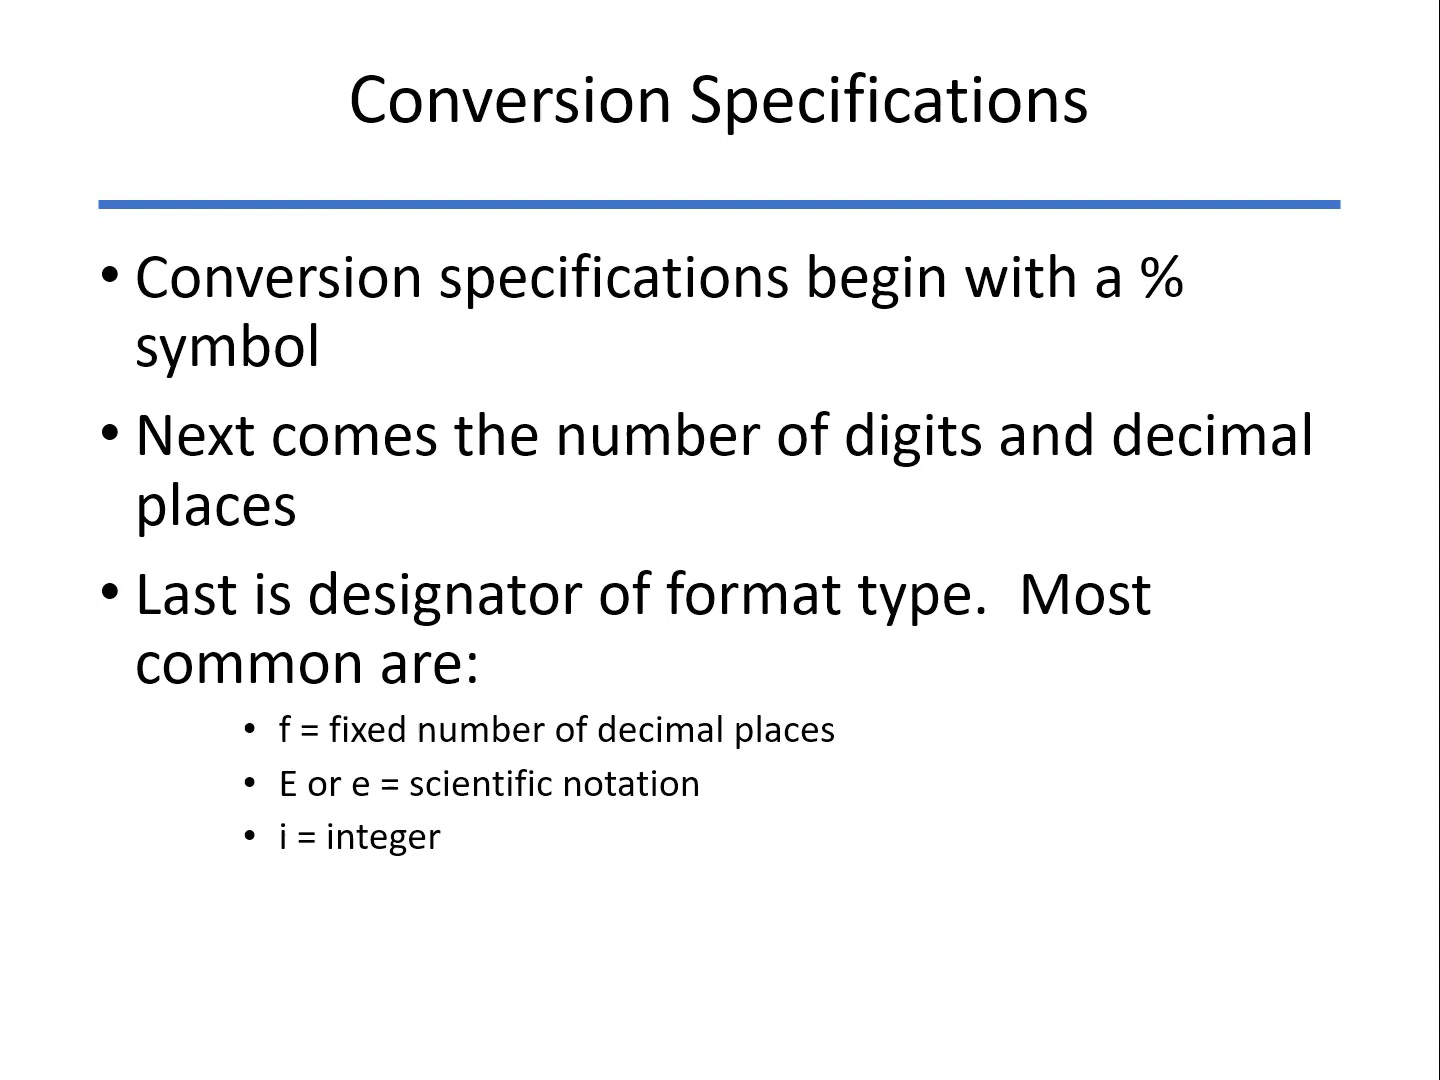 Conversion Specifications
• Conversion specifications begin with a %
symbol
• Next comes the number of digits and decimal
places
• Last is designator of format type.  Most
common are:
• f = fixed number of decimal places
• E or e = scientific notation
• i = integer